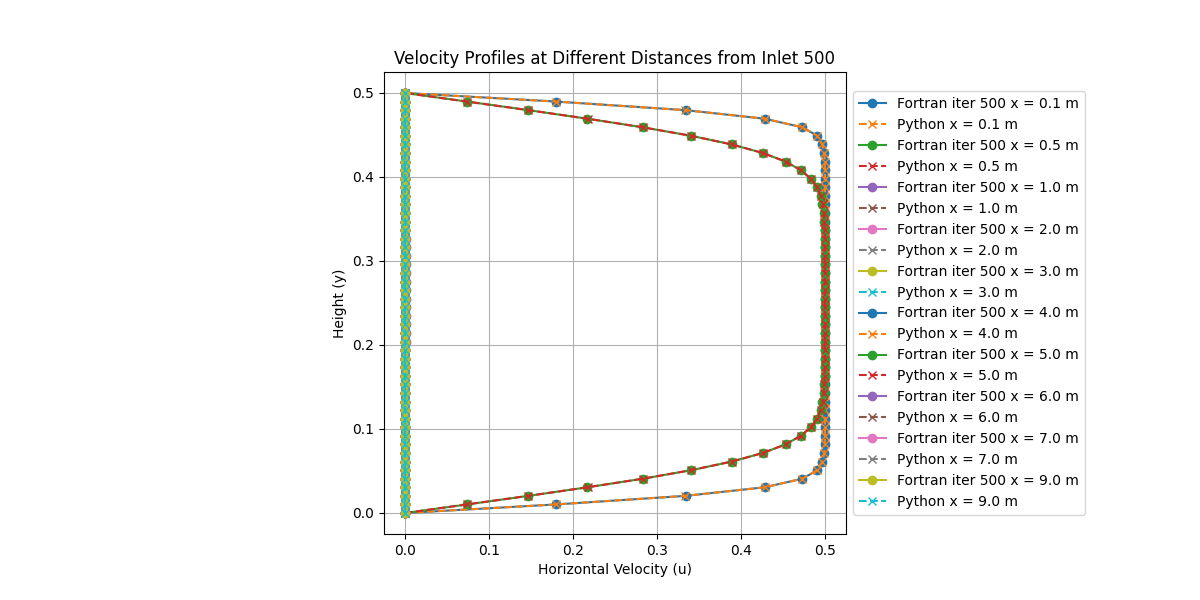 Velocity Profiles at Different Distances from Inlet 500
Height (y)
0.5
0.4
0.3
0.2
0.1
0.0
0.0 0.1 0.2 0.3 0.4 0.5
Horizontal Velocity (u)
Fortran iter 500 x = 0.1 m
Python x = 0.1 m
Fortran iter 500 x = 0.5 m
Python x = 0.5 m
Fortran iter 500 x = 1.0 m
Python x = 1.0 m
Fortran iter 500 x = 2.0 m
Python x = 2.0 m
Fortran iter 500 x = 3.0 m
Python x = 3.0 m
Fortran iter 500 x = 4.0 m
Python x = 4.0 m
Fortran iter 500 x = 5.0 m
Python x = 5.0 m
Fortran iter 500 x = 6.0 m
Python x = 6.0 m
Fortran iter 500 x = 7.0 m
Python x = 7.0 m
Fortran iter 500 x = 9.0 m
Python x = 9.0 m